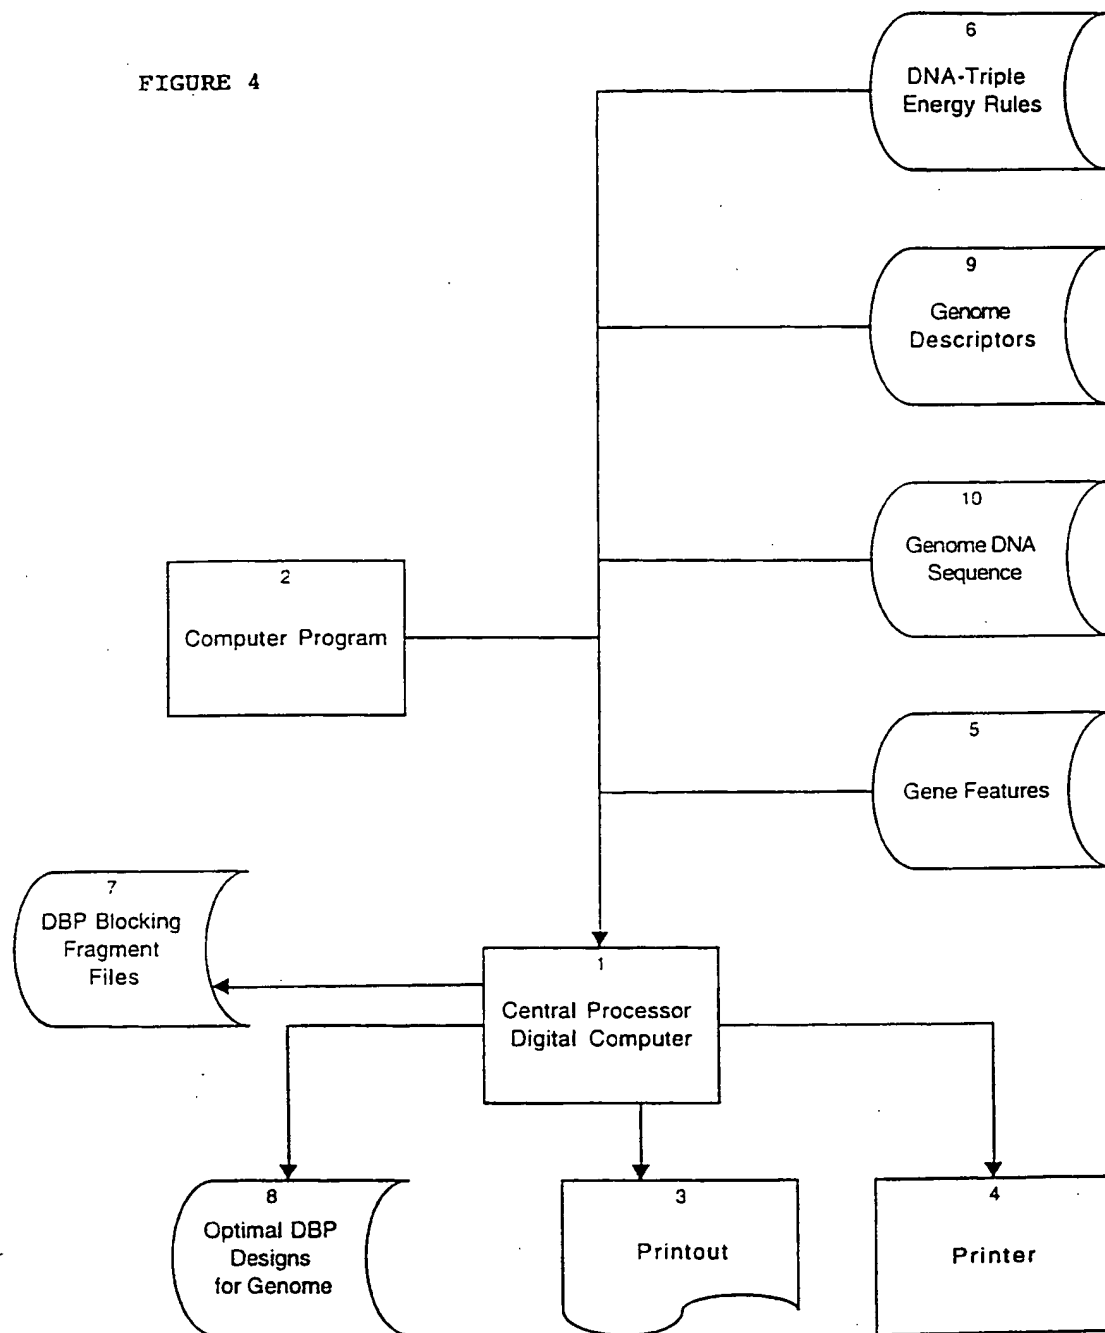 FIGURE 4
6
DNA-Triple
Energy Rules
9
Genome
Descriptors
10
Genome DNA
Sequence
2
Computer Program
5
Gene Features
7
DBP Blocking
Fragment
Files
1
Central Processor
Digital Computer
8
Optimal DBP
Designs
for Genome
3
Printout
4
Printer